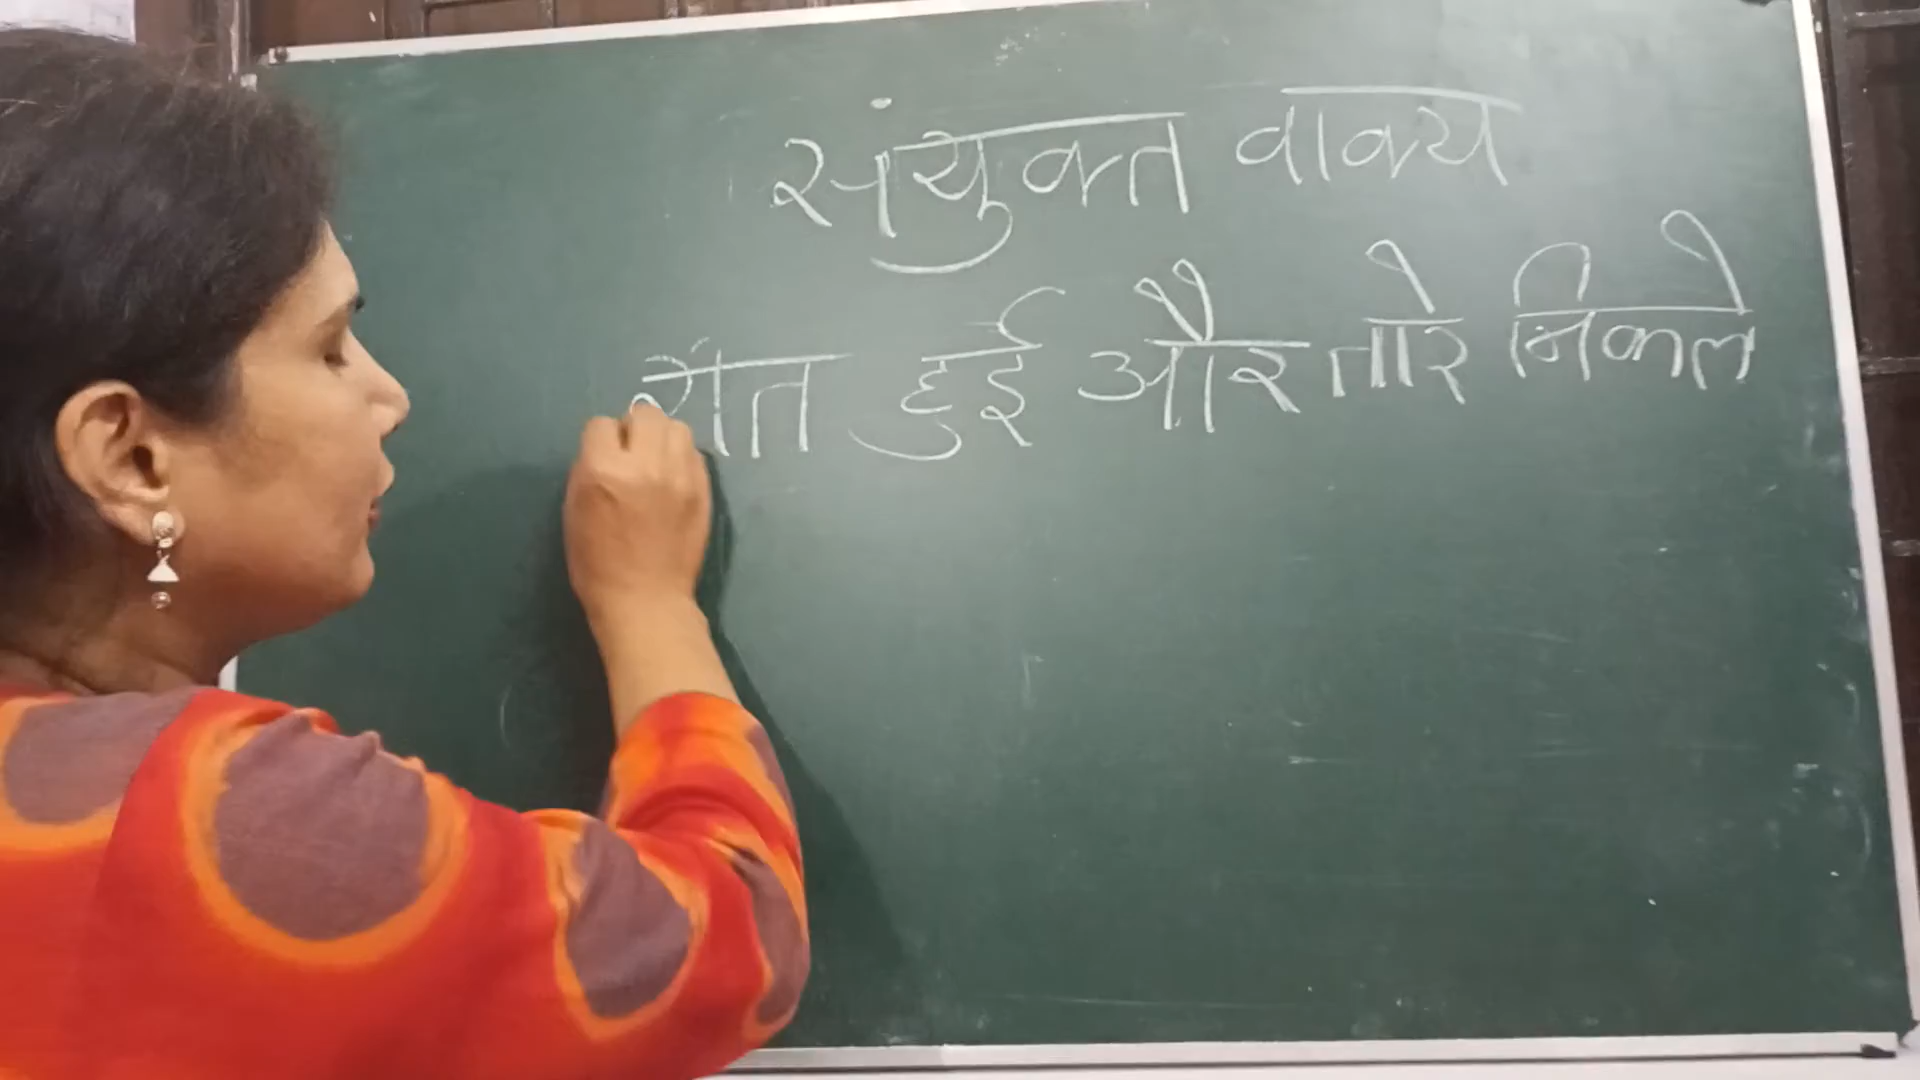 संयुक्त वाक्य
रात हुई और तारे निकले